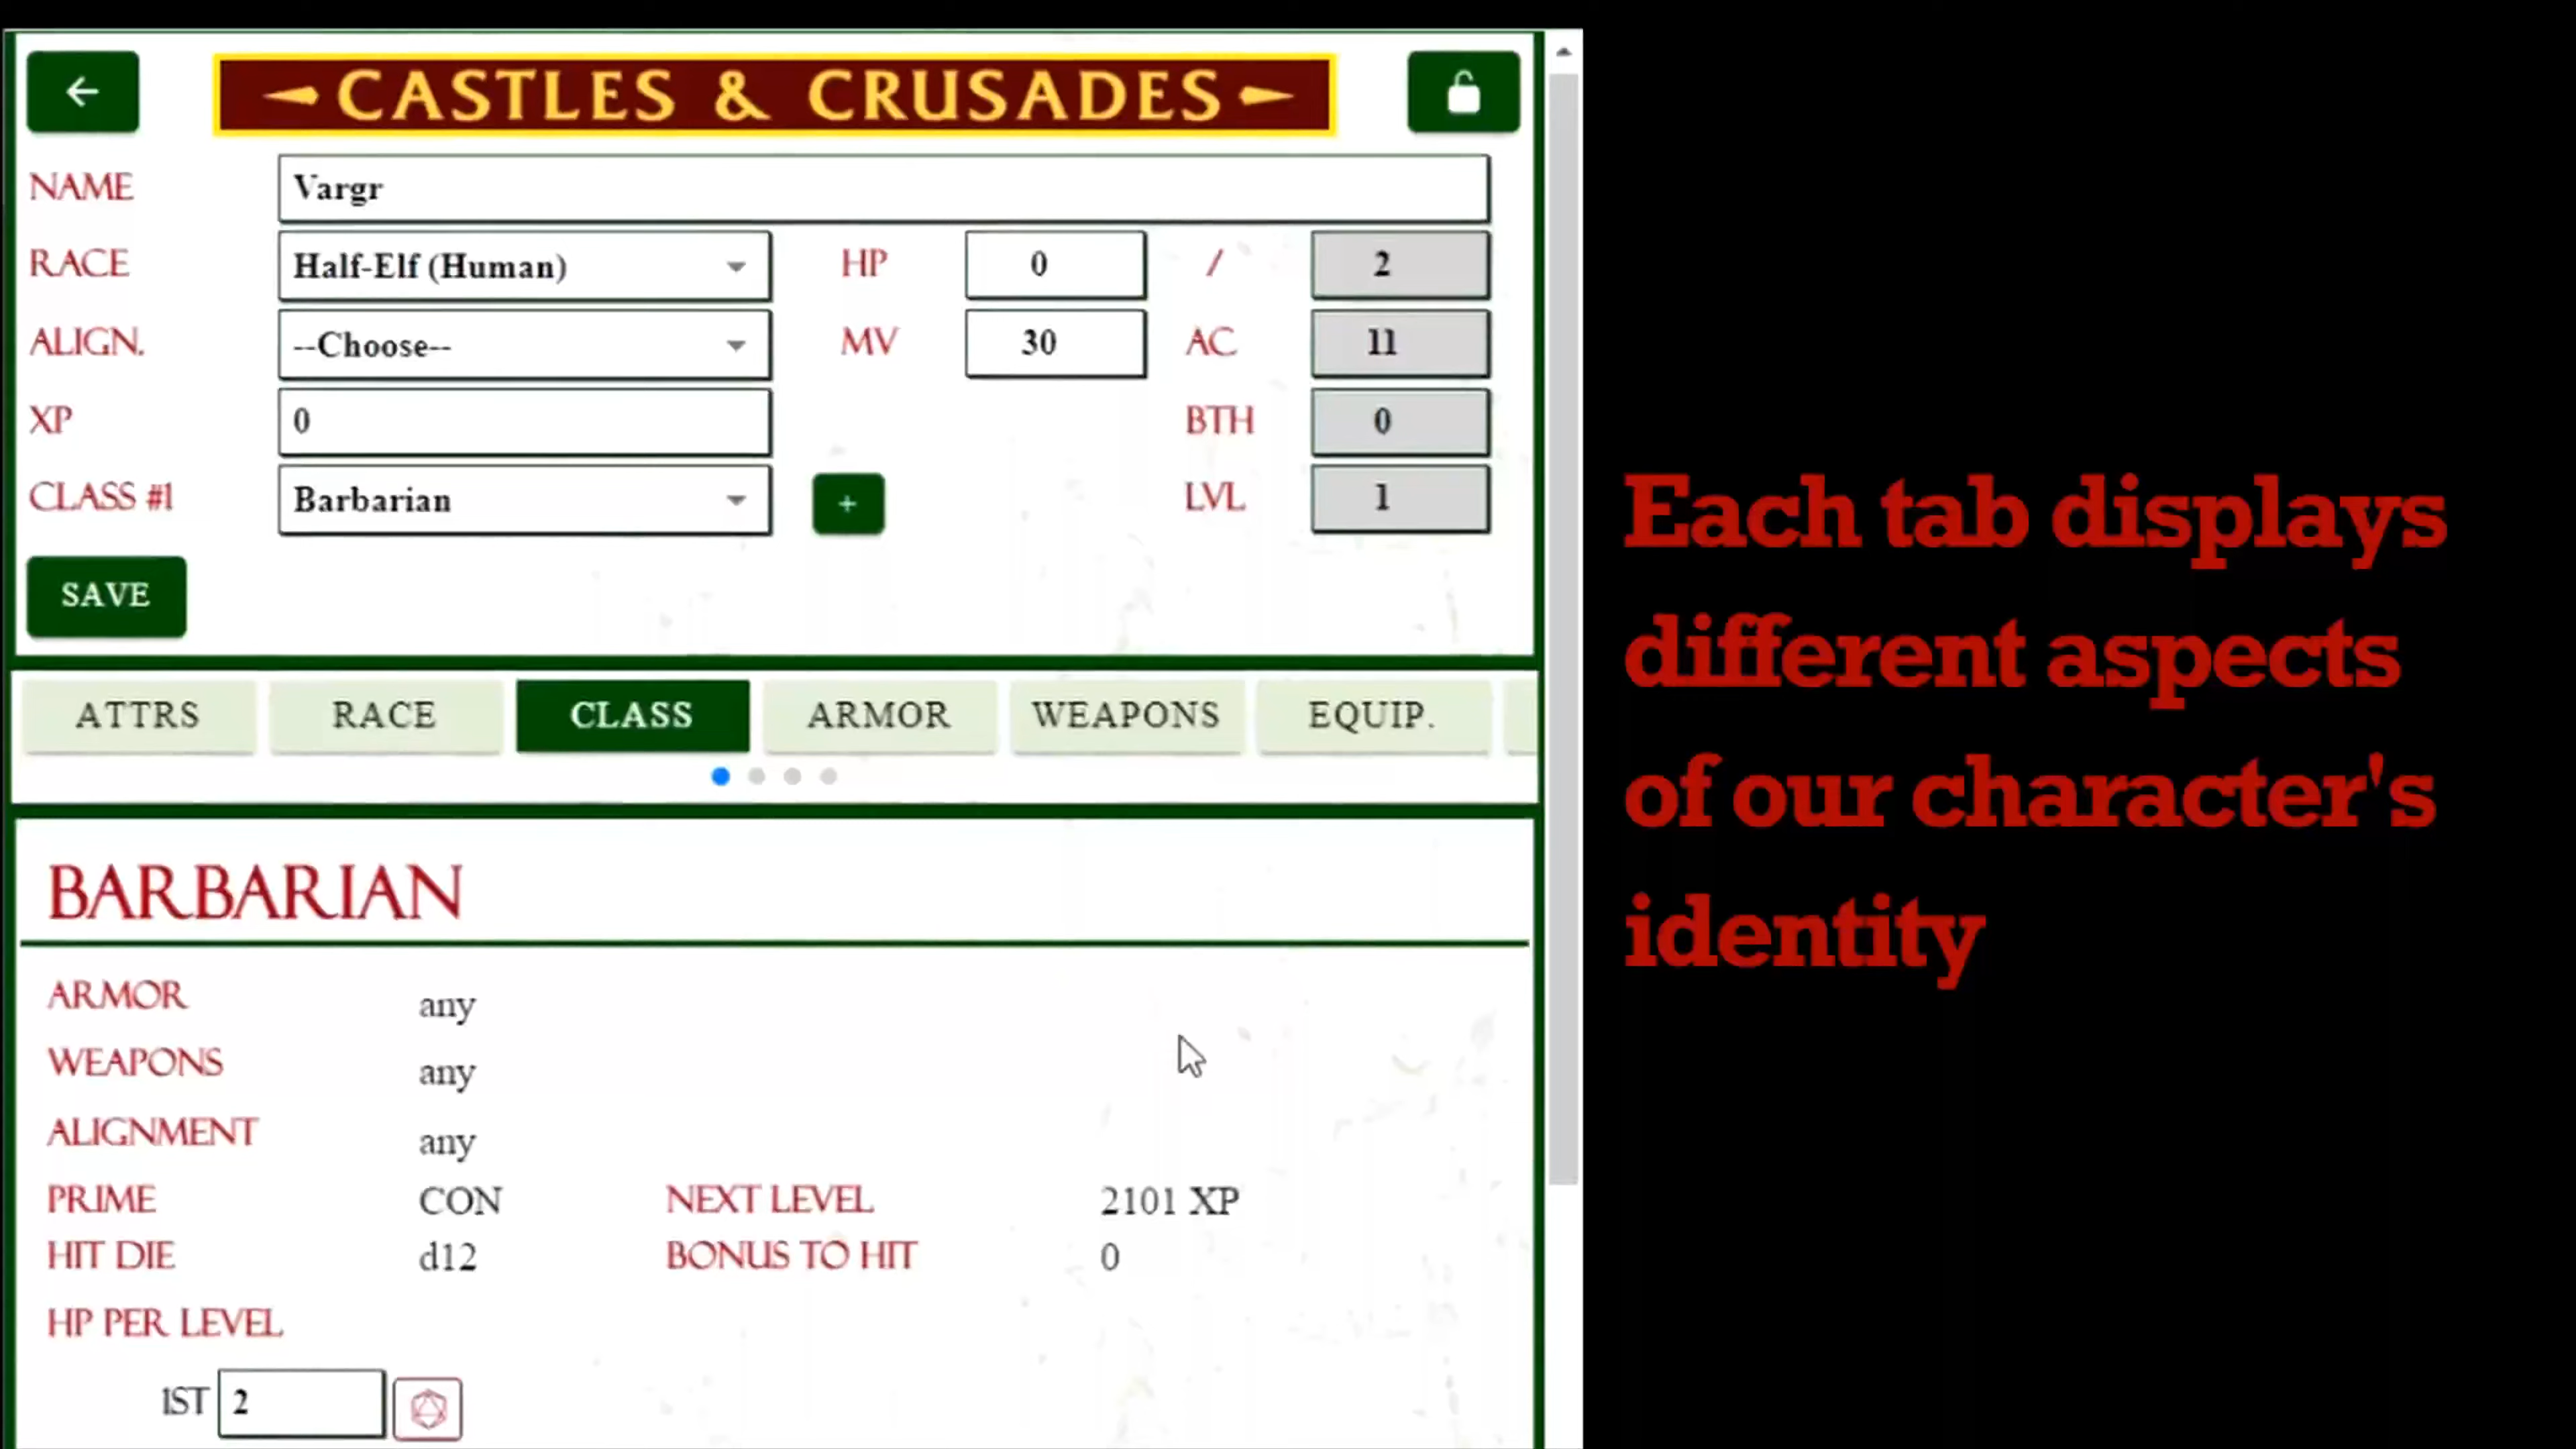 CASTLES & CRUSADES
NAME Vargr
RACE Half-Elf (Human) HP 0 / 2
ALIGN. --Choose-- MV 30 AC 11
XP 0 BTH 0
CLASS #1 Barbarian + LVL 1
SAVE
ATTRS RACE CLASS ARMOR WEAPONS EQUIP.
BARBARIAN
ARMOR any
WEAPONS any
ALIGNMENT any
PRIME CON NEXT LEVEL 2101 XP
HIT DIE d12 BONUS TO HIT 0
HP PER LEVEL
1ST 2
Each tab displays
different aspects
of our character's
identity